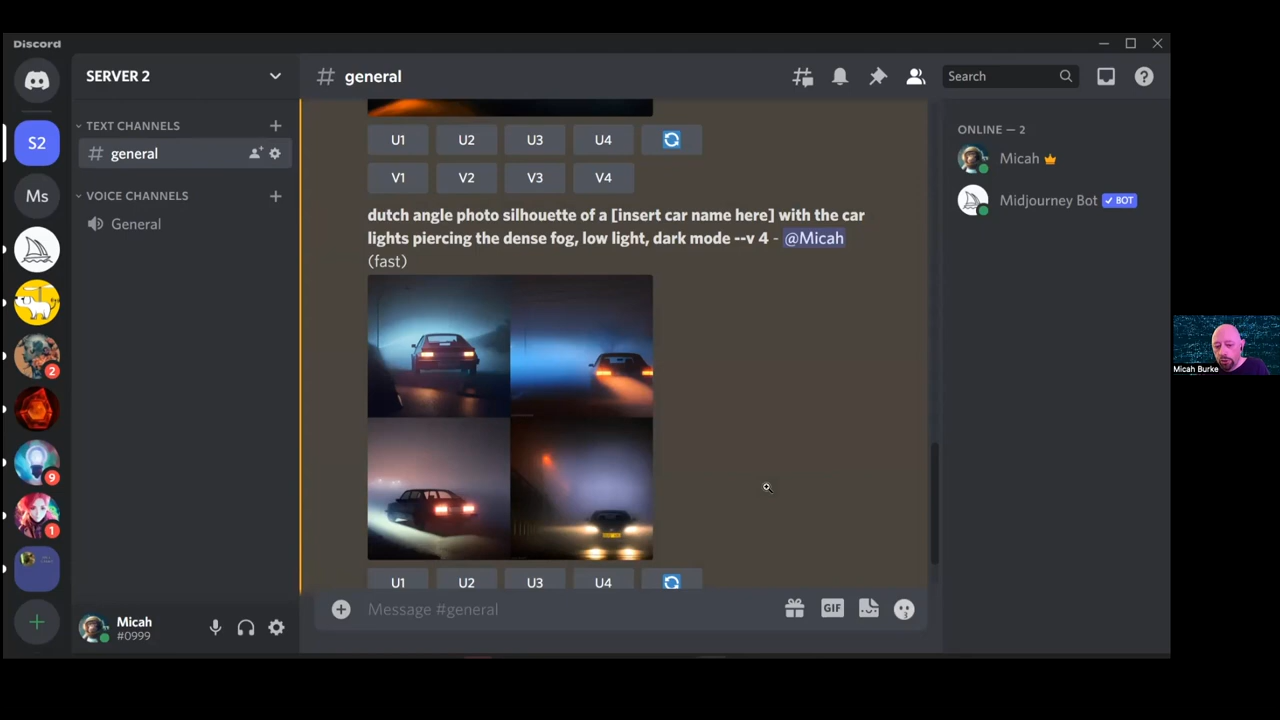 Discord
SERVER 2
# general
Search
TEXT CHANNELS
ONLINE — 2
S2
# general
U1 U2 U3 U4
Micah
Ms
VOICE CHANNELS
V1 V2 V3 V4
Midjourney Bot ✓ BOT
General
dutch angle photo silhouette of a [insert car name here] with the car
lights piercing the dense fog, low light, dark mode --v 4 - @Micah
(fast)
2
9
1
Micah Burke
U1 U2 U3 U4
Message #general
GIF
Micah
#0999